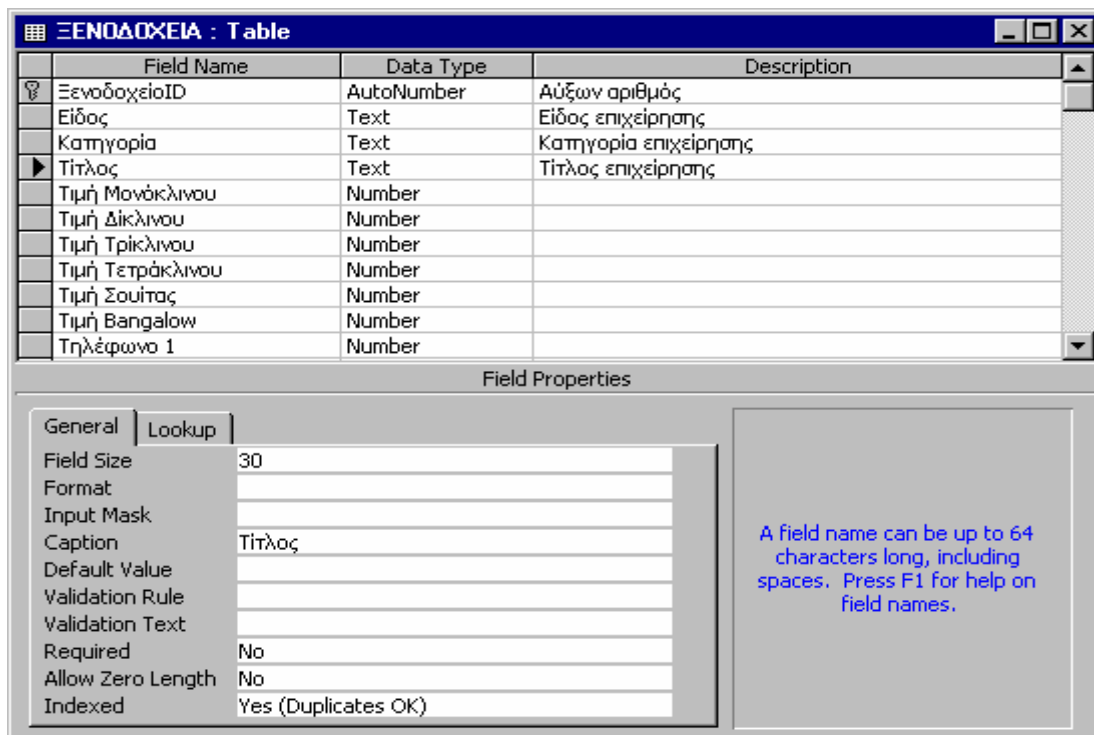 ΞΕΝΟΔΟΧΕΙΑ : Table
Field Name Data Type Description
ΞενοδοχείοID AutoNumber Αύξων αριθμός
Είδος Text Είδος επιχείρησης
Κατηγορία Text Κατηγορία επιχείρησης
Τίτλος Text Τίτλος επιχείρησης
Τιμή Μονόκλινου Number
Τιμή Δίκλινου Number
Τιμή Τρίκλινου Number
Τιμή Τετράκλινου Number
Τιμή Σουίτας Number
Τιμή Bangalow Number
Τηλέφωνο 1 Number
Field Properties
General Lookup
Field Size 30
Format
Input Mask
Caption Τίτλος
Default Value
Validation Rule
Validation Text
Required No
Allow Zero Length No
Indexed Yes (Duplicates OK)
A field name can be up to 64
characters long, including
spaces. Press F1 for help on
field names.